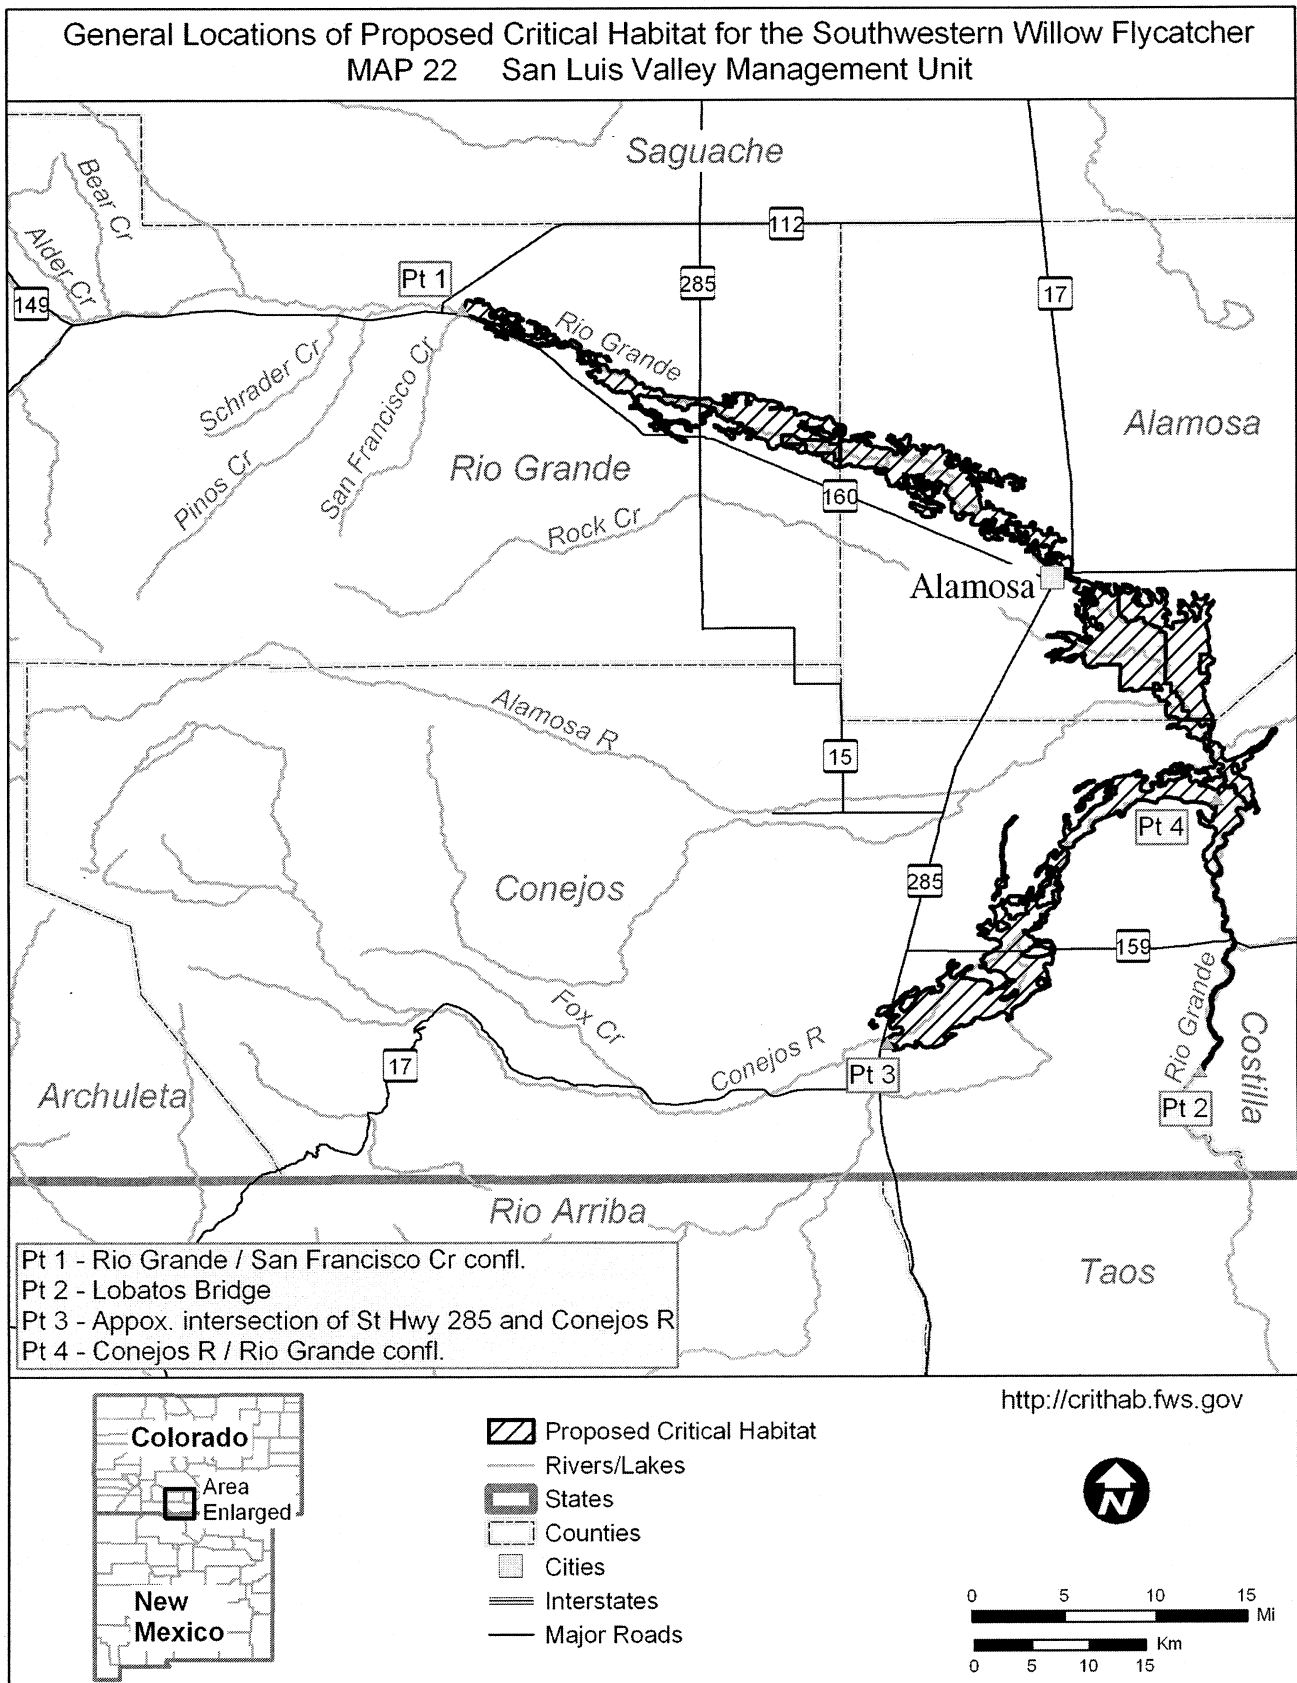 General Locations of Proposed Critical Habitat for the Southwestern Willow Flycatcher
MAP 22 San Luis Valley Management Unit
Saguache
Bear Cr
Alder Cr
112
Pt 1
285
17
149
Rio Grande
Schrader Cr
San Francisco Cr
Alamosa
Pinos Cr
Rio Grande
160
Rock Cr
Alamosa
Alamosa R
15
Pt 4
285
Conejos
159
Fox Cr
Rio Grande
Conejos R
17
Costilla
Archuleta
Pt 3
Pt 2
Rio Arriba
Taos
Pt 1 - Rio Grande / San Francisco Cr confl.
Pt 2 - Lobatos Bridge
Pt 3 - Appox. intersection of St Hwy 285 and Conejos R
Pt 4 - Conejos R / Rio Grande confl.
http://crithab.fws.gov
Colorado
Area
Enlarged
New
Mexico
Proposed Critical Habitat
Rivers/Lakes
States
Counties
Cities
Interstates
Major Roads
N
0 5 10 15
Mi
Km
0 5 10 15